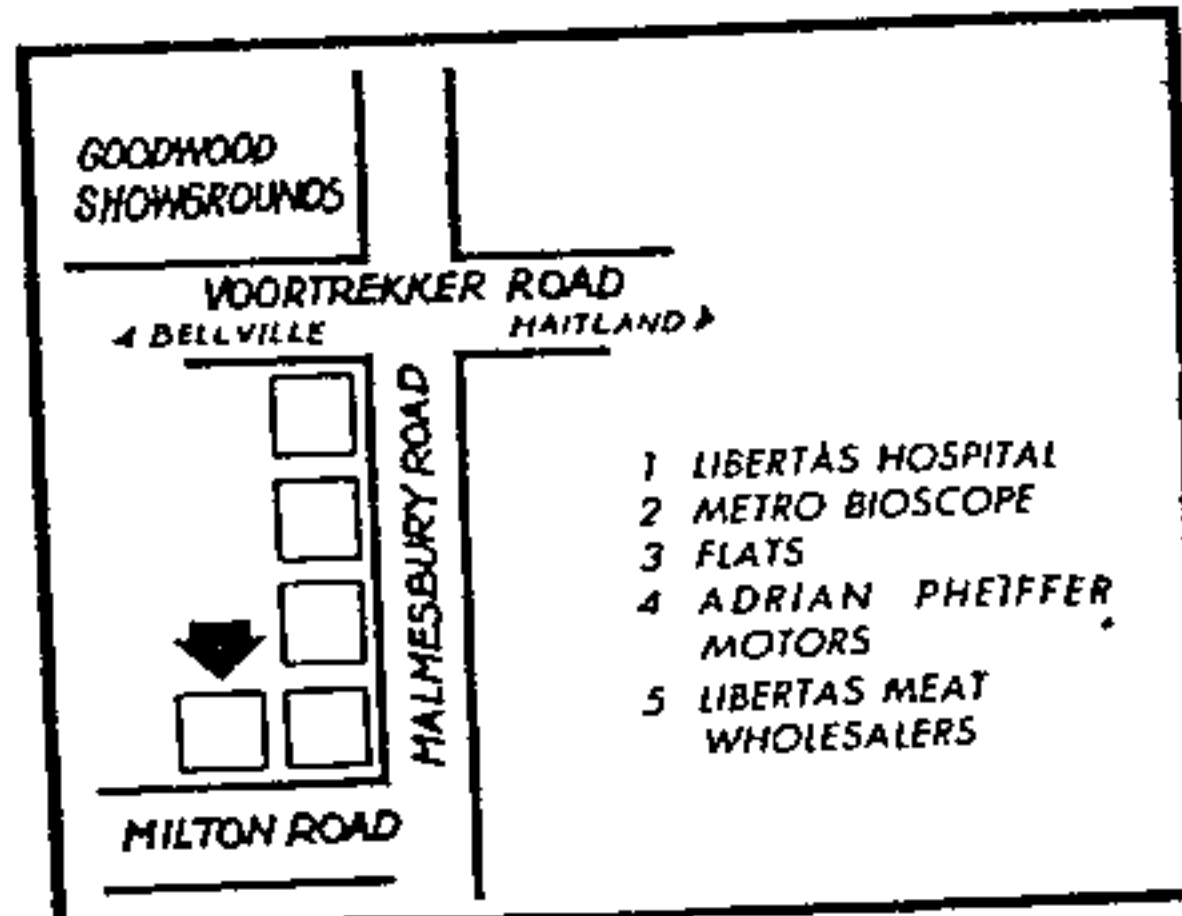 GOODWOOD
SHOWGROUNDS
VOORTREKKER ROAD
BELLVILLE
MAITLAND
MALMESBURY ROAD
1 LIBERTAS HOSPITAL
2 METRO BIOSCOPE
3 FLATS
4 ADRIAN PHEIFFER
MOTORS
5 LIBERTAS MEAT
WHOLESALERS
MILTON ROAD